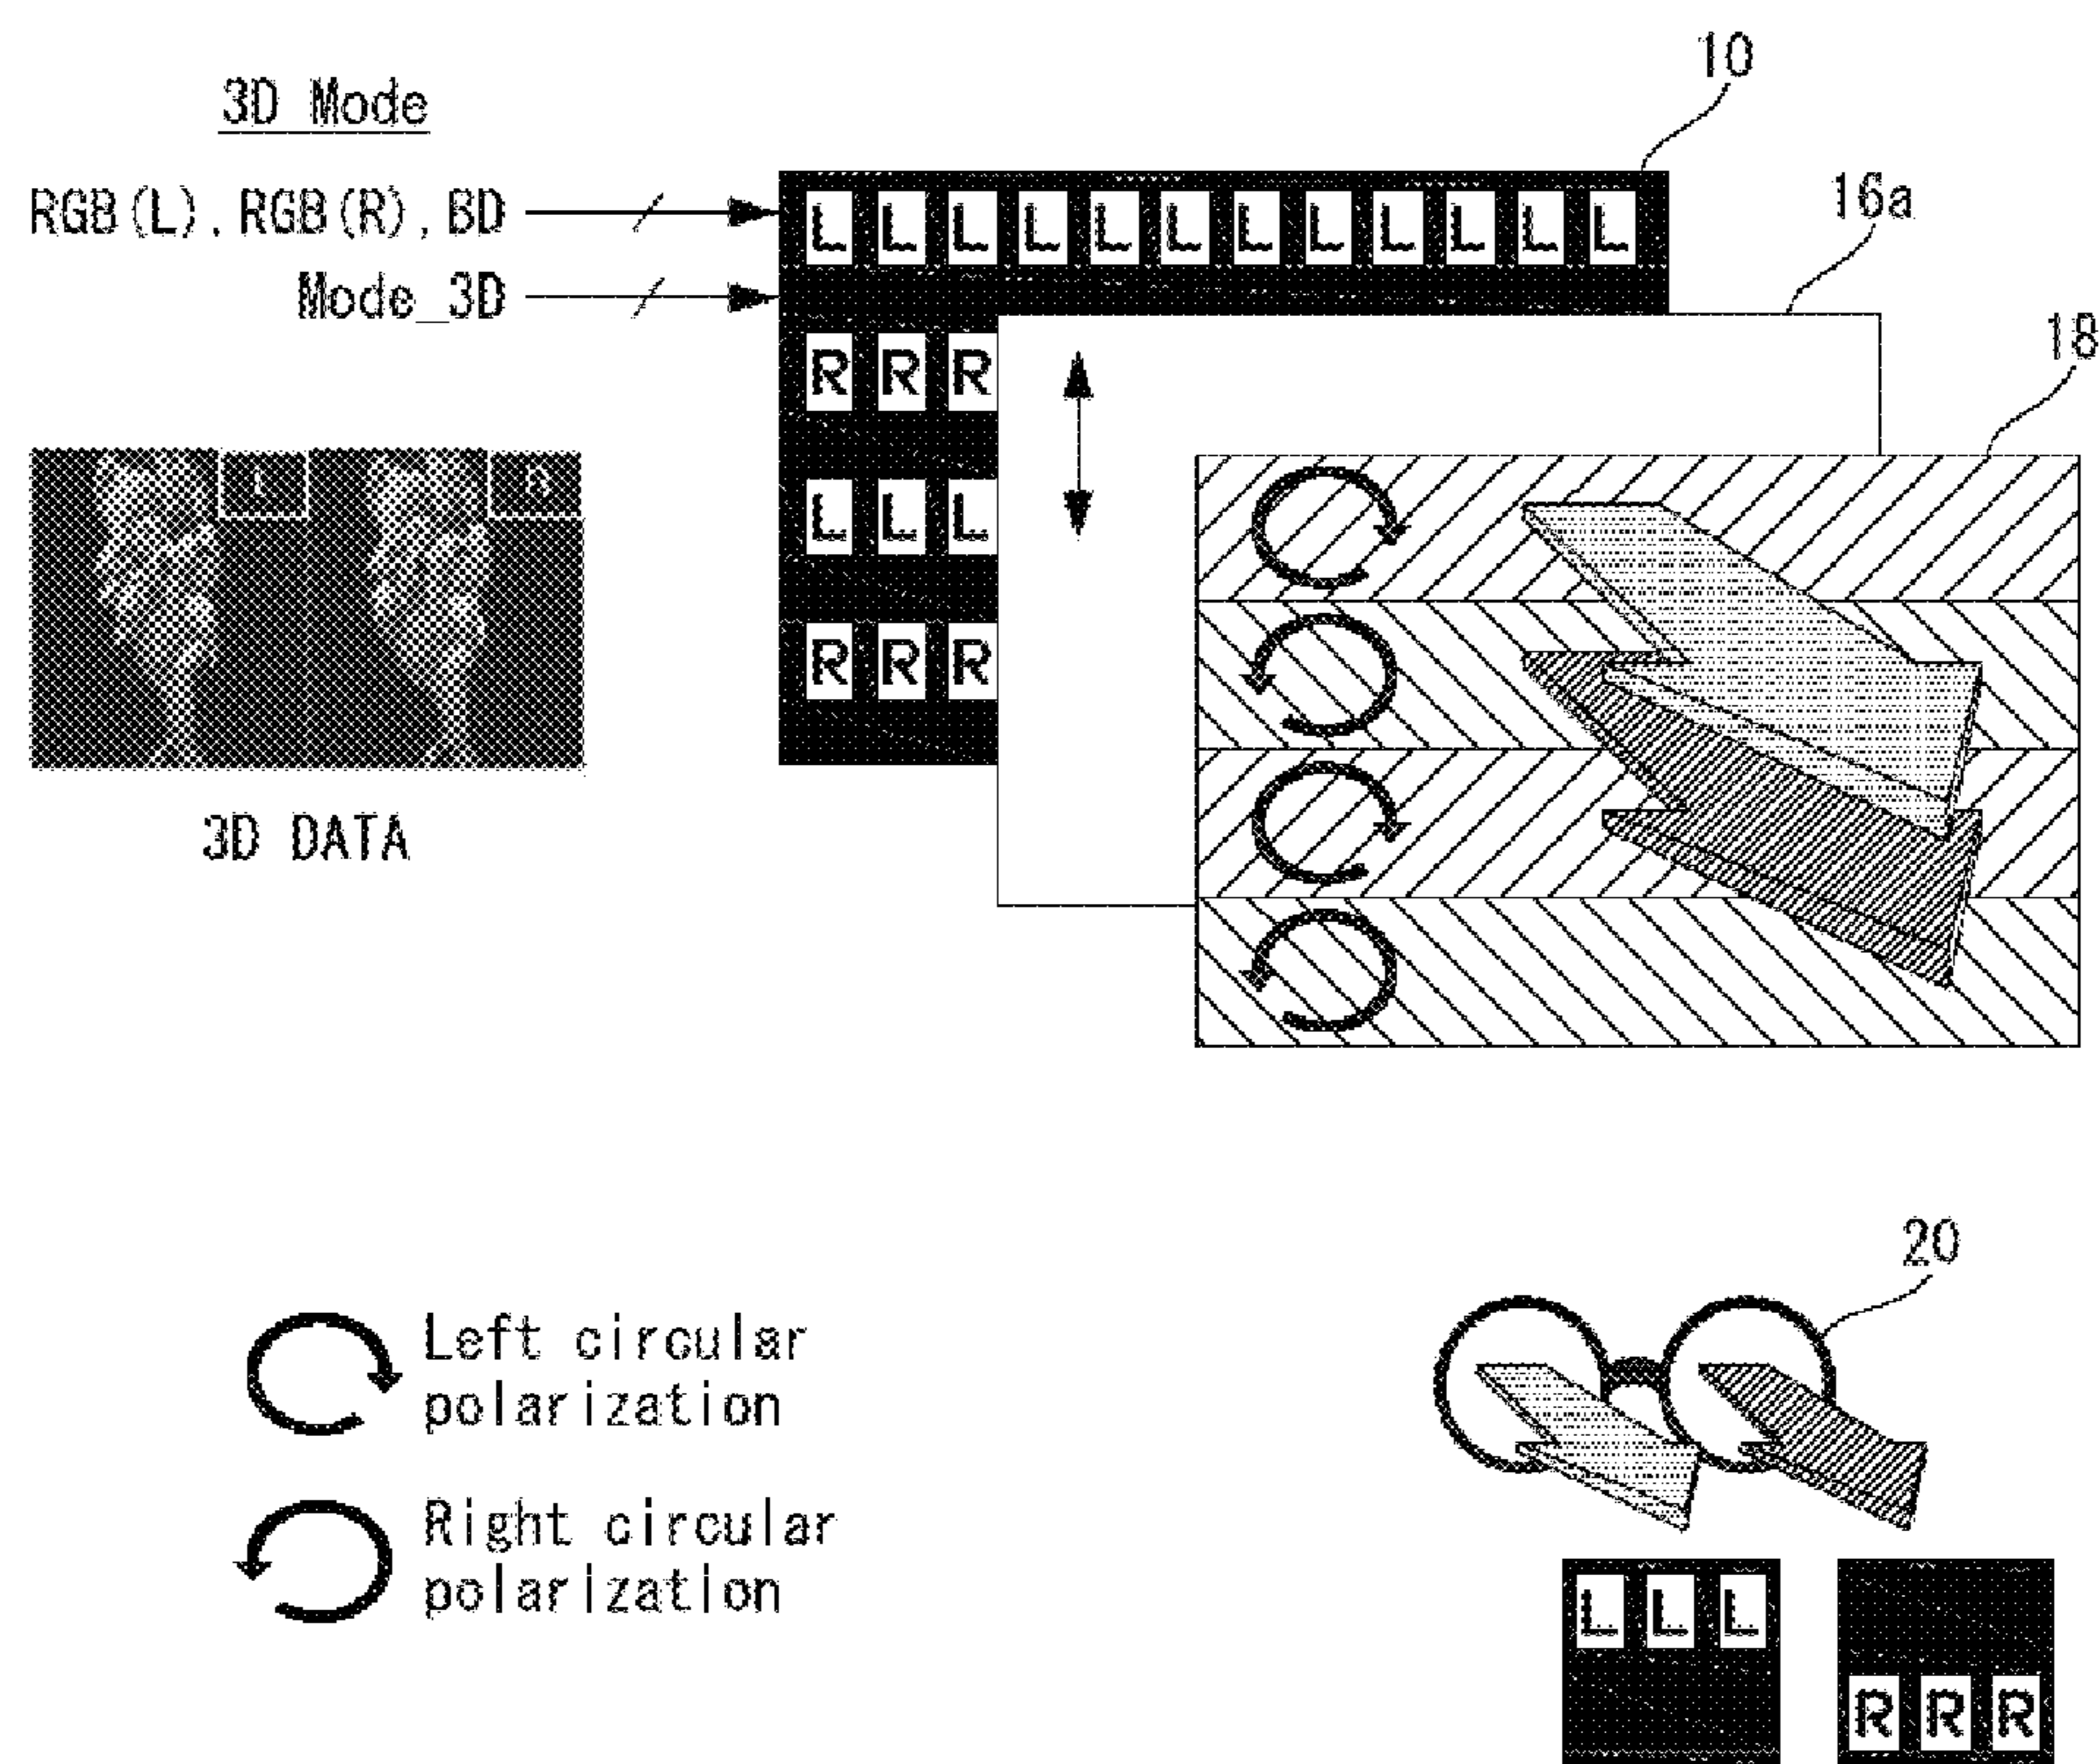 10
3D Mode
RGB(L), RGB(R), BD
L L L L L L L L L L L L
16a
Mode_3D
18
R R R
L R
L L L
R R R
3D DATA
20
Left circular
polarization
Right circular
polarization
L L L
R R R